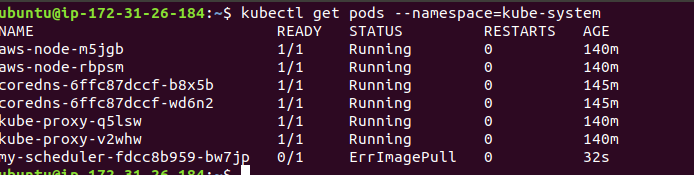 ubuntu@ip-172-31-26-184:~$ kubectl get pods --namespace=kube-system
NAME READY STATUS RESTARTS AGE
aws-node-m5jgb 1/1 Running 0 140m
aws-node-rbpsm 1/1 Running 0 140m
coredns-6ffc87dccf-b8x5b 1/1 Running 0 145m
coredns-6ffc87dccf-wd6n2 1/1 Running 0 145m
kube-proxy-q5lsw 1/1 Running 0 140m
kube-proxy-v2whw 1/1 Running 0 140m
my-scheduler-fdcc8b959-bw7jp 0/1 ErrImagePull 0 32s
ubuntu@ip-172-31-26-184:~$